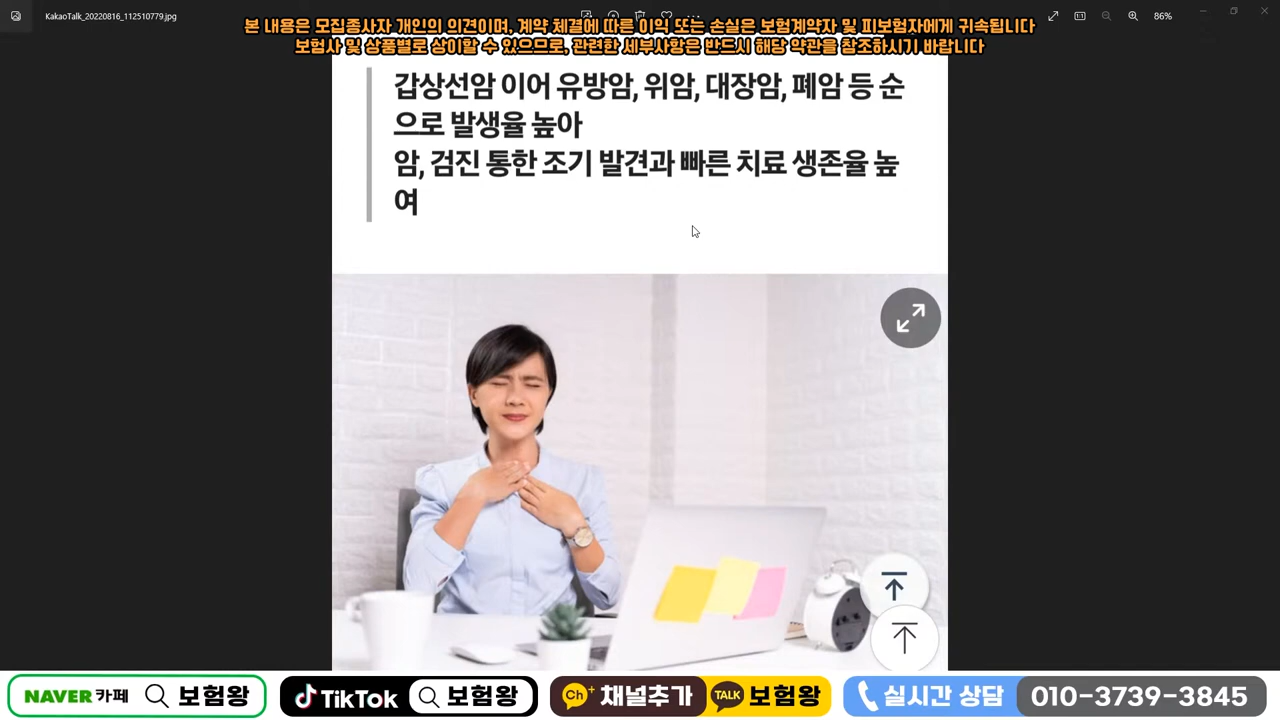 KakaoTalk_20220816_112510779.jpg
86%
본 내용은 모집종사자 개인의 의견이며, 계약 체결에 따른 이익 또는 손실은 보험계약자 및 피보험자에게 귀속됩니다
보험사 및 상품별로 상이할 수 있으므로, 관련한 세부사항은 반드시 해당 약관을 참조하시기 바랍니다
갑상선암 이어 유방암, 위암, 대장암, 폐암 등 순
으로 발생율 높아
암, 검진 통한 조기 발견과 빠른 치료 생존율 높
여
NAVER 카페 보험왕
TikTok 보험왕
Ch+ 채널추가 TALK 보험왕
실시간 상담 010-3739-3845